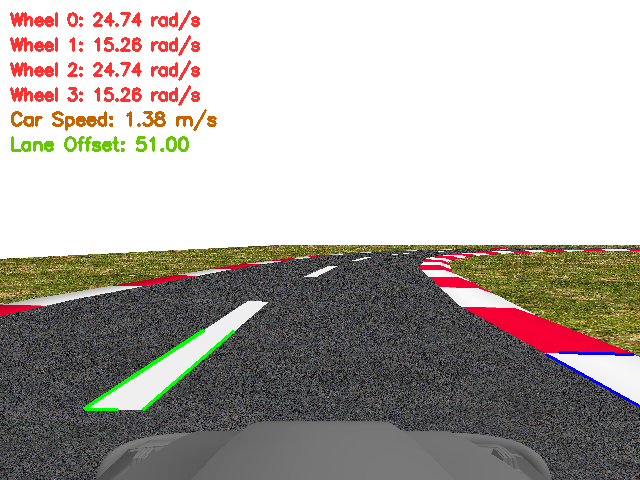 Wheel 0: 24.74 rad/s
Wheel 1: 15.26 rad/s
Wheel 2: 24.74 rad/s
Wheel 3: 15.26 rad/s
Car Speed: 1.38 m/s
Lane Offset: 51.00